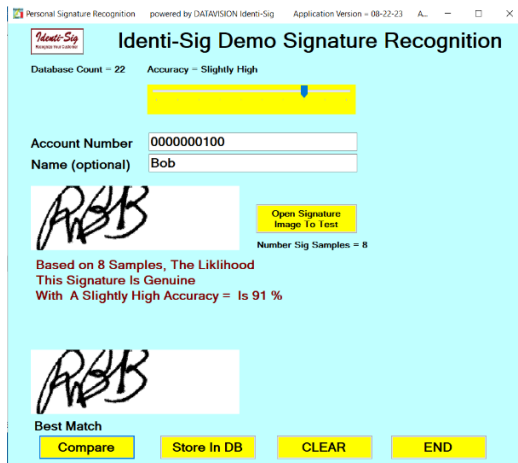 Personal Signature Recognition powered by DATAVISION Identi-Sig Application Version = 08-22-23 A...
Identi-Sig
Identi-Sig Demo Signature Recognition
Database Count = 22 Accuracy = Slightly High
Account Number 0000000100
Name (optional) Bob
Open Signature
Image To Test
Number Sig Samples = 8
Based on 8 Samples, The Liklihood
This Signature Is Genuine
With A Slightly High Accuracy = Is 91 %
Best Match
Compare Store In DB CLEAR END